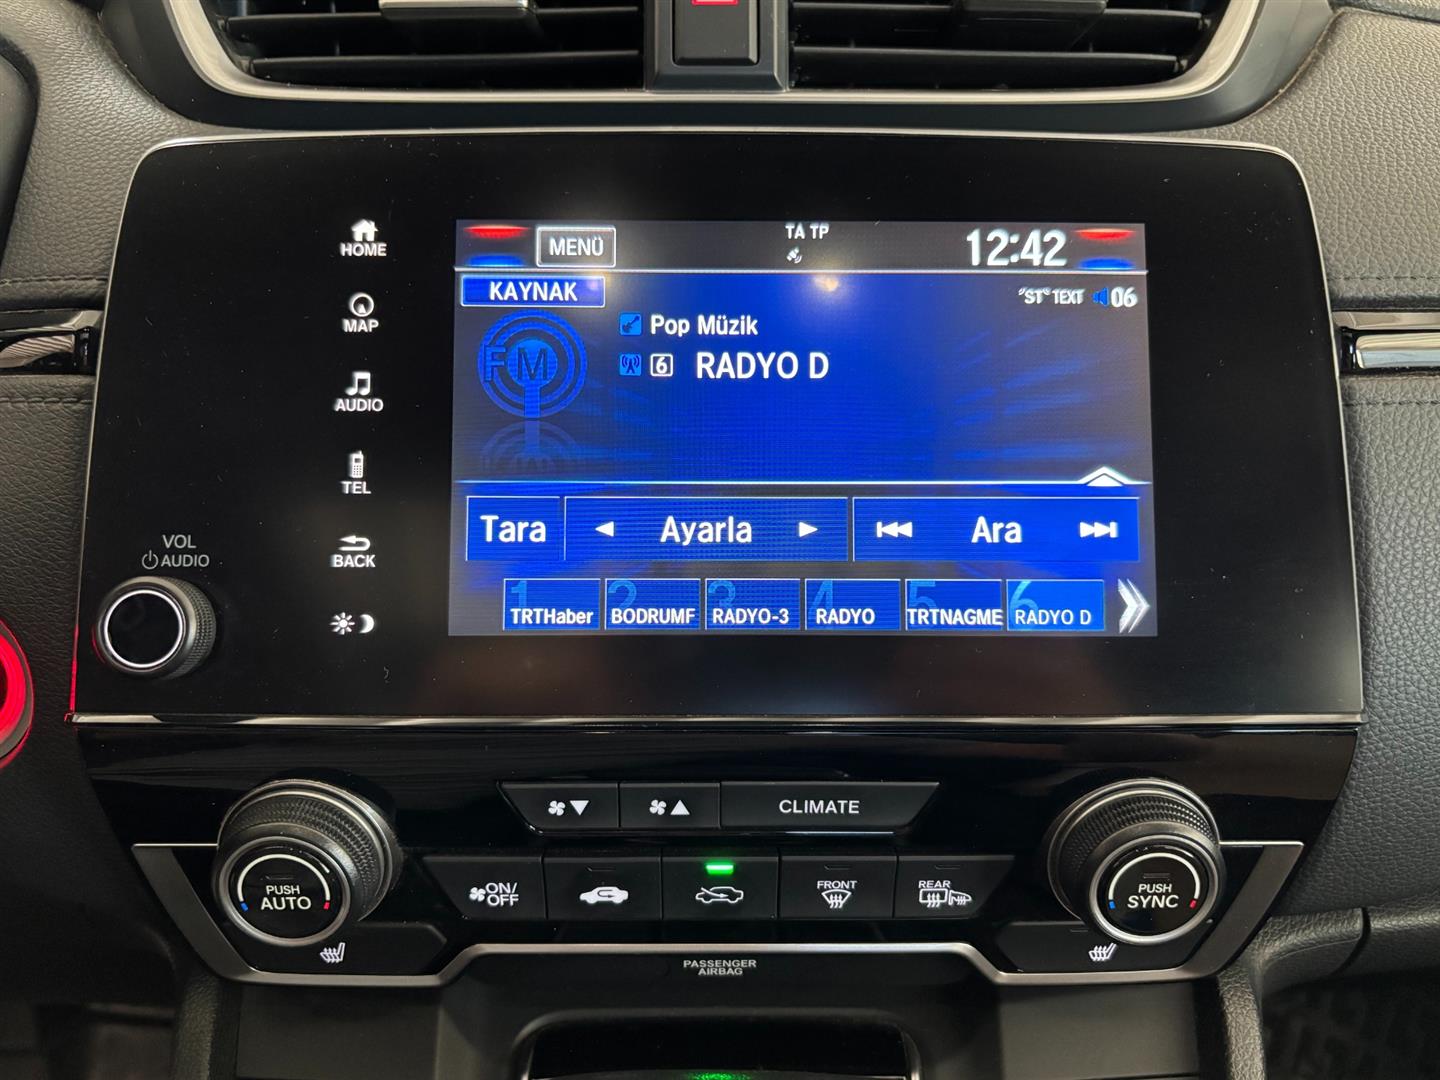 HOME
MAP
AUDIO
TEL
BACK
VOL
AUDIO
MENÜ
TA TP
12:42
KAYNAK
"ST" TEXT 06
FM
Pop Müzik
6 RADYO D
Tara
Ayarla
Ara
1 TRTHaber
2 BODRUMF
3 RADYO-3
4 RADYO
5 TRTNAGME
6 RADYO D
CLIMATE
PUSH
AUTO
ON/
OFF
FRONT
REAR
PUSH
SYNC
PASSENGER
AIRBAG